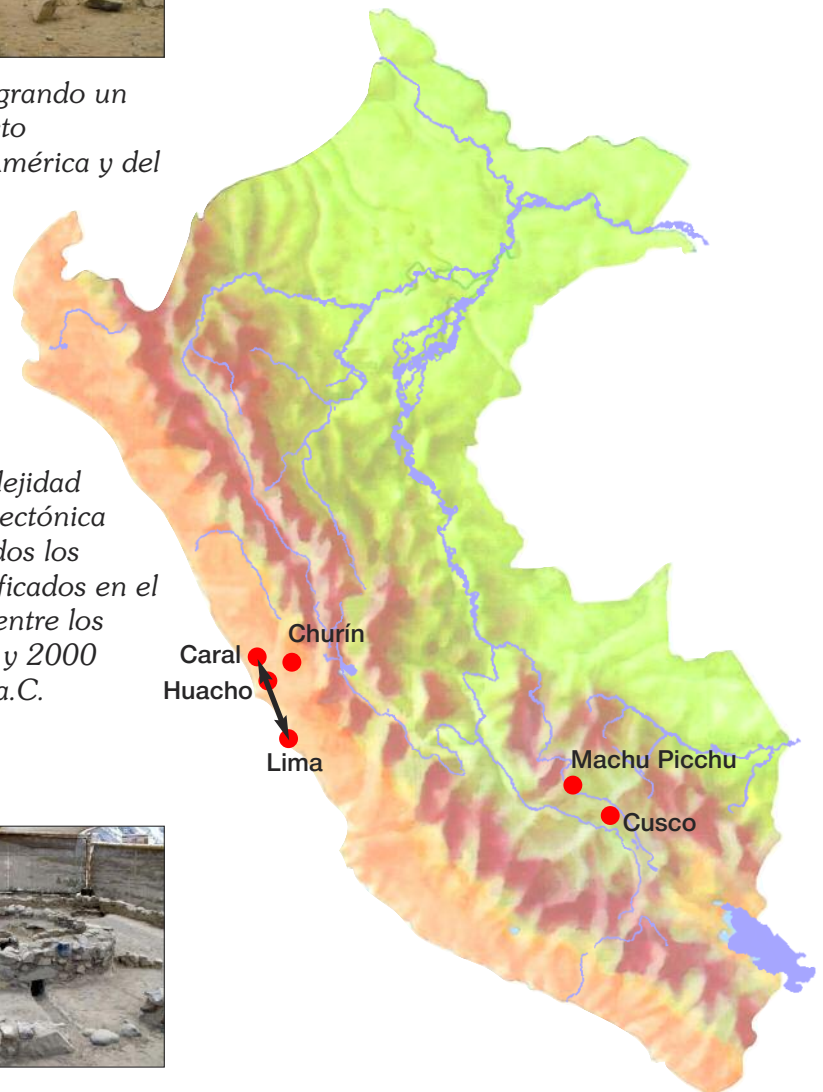 grando un
to
mérica y del
lejidad
ectónica
dos los
ficados en el
entre los
y 2000
a.C.
Churín
Caral
Huacho
Lima
Machu Picchu
Cusco